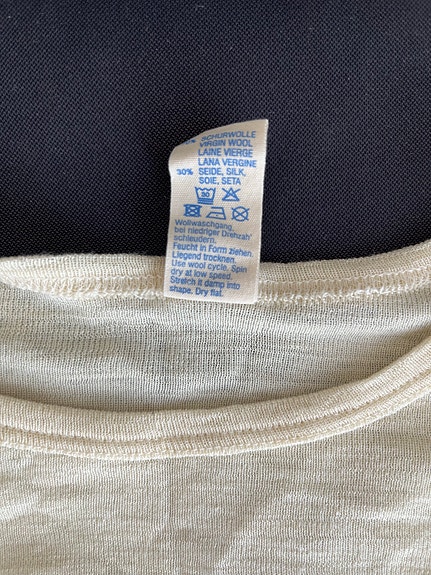 SCHURWOLLE
VIRGIN WOOL
LAINE VIERGE
LANA VERGINE
30% SEIDE, SILK,
SOIE, SETA
30
Wollwaschgang,
bei niedriger Drehzahl
schleudern.
Feucht in Form ziehen.
Liegend trocknen.
Use wool cycle. Spin
dry at low speed.
Stretch it damp into
shape. Dry flat.